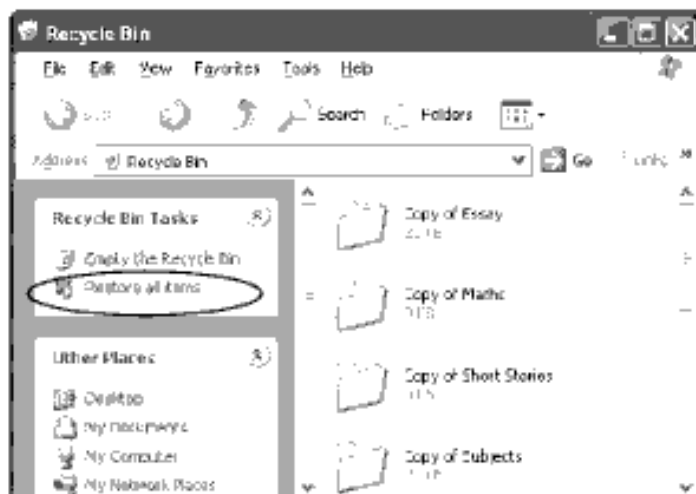 Recycle Bin
File Edit View Favorites Tools Help
Search Folders
Address Recycle Bin Go Links
Recycle Bin Tasks
Empty the Recycle Bin
Restore all items
Other Places
Desktop
My Documents
My Computer
My Network Places
Copy of Essay
Copy of Maths
Copy of Short Stories
Copy of Subjects